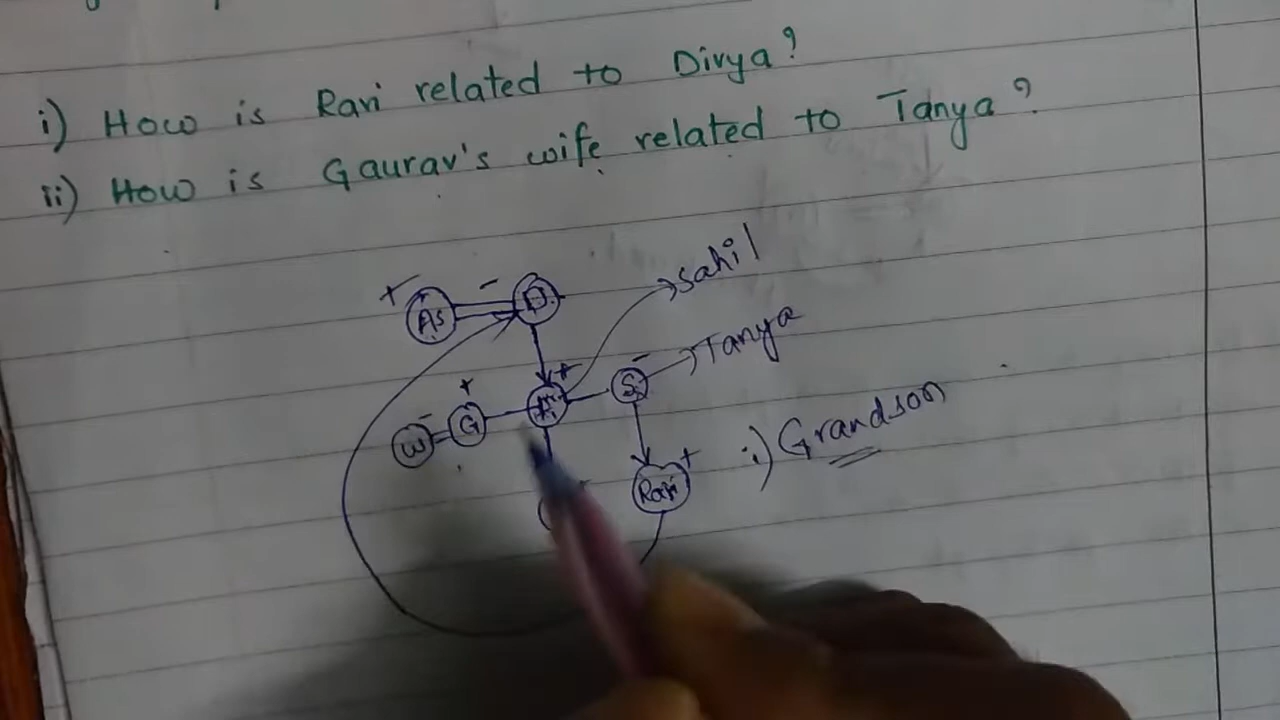 i) How is Ravi related to Divya?
ii) How is Gaurav's wife related to Tanya?
Sahil
+ As - D
Tanya
+ + S -
W - G
i) Grandson
Ravi +